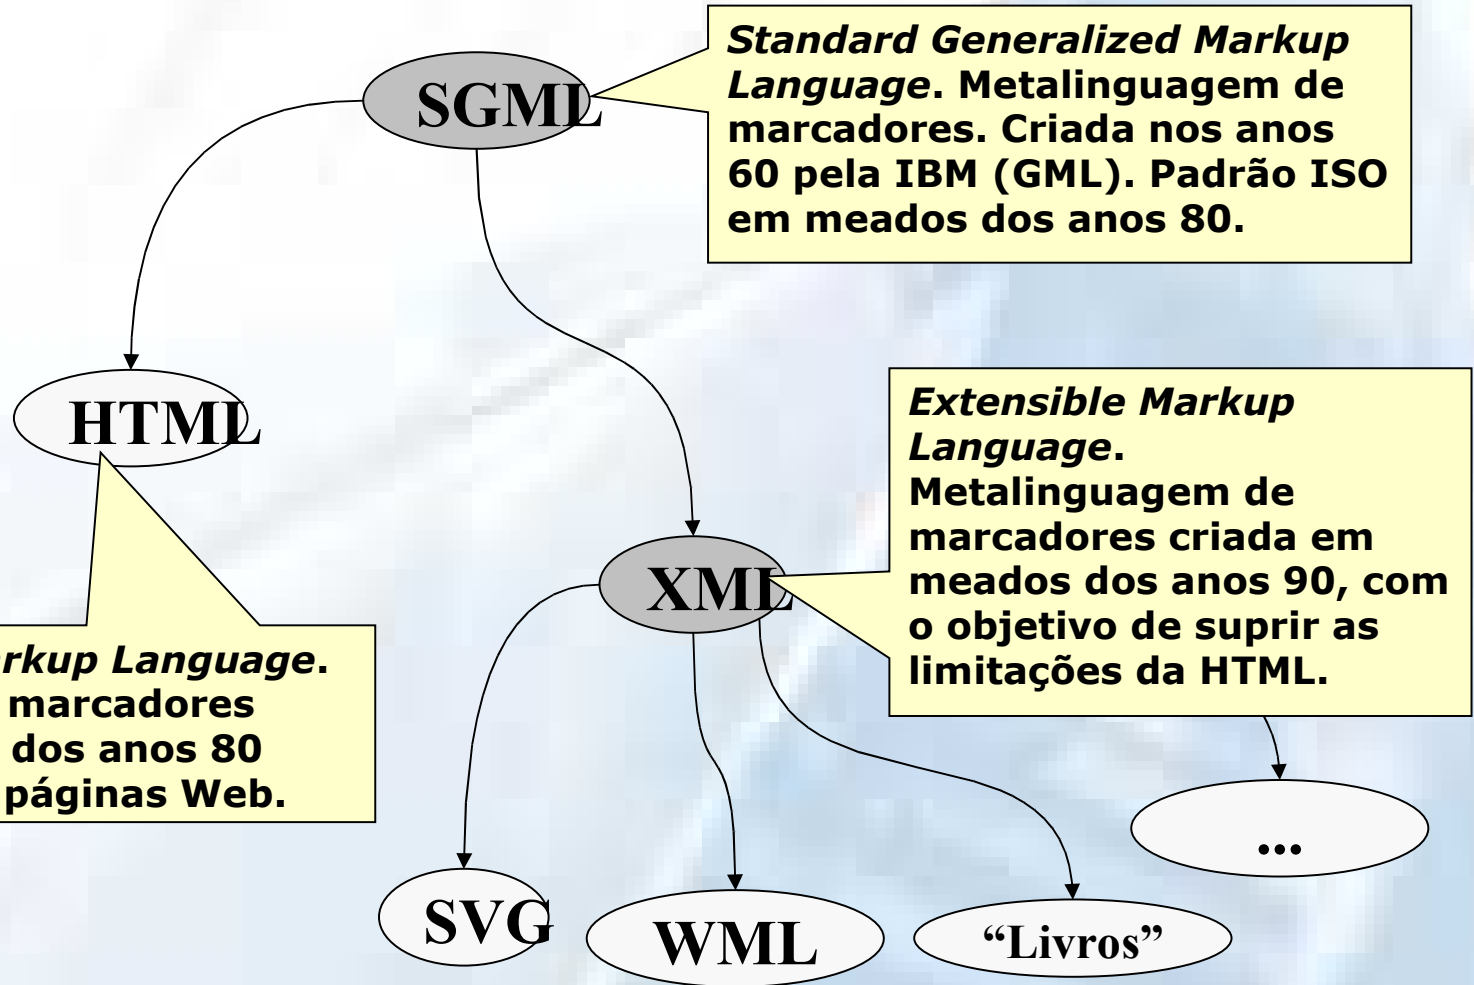 SGML
Standard Generalized Markup
Language. Metalinguagem de
marcadores. Criada nos anos
60 pela IBM (GML). Padrão ISO
em meados dos anos 80.
HTML
Extensible Markup
Language.
Metalinguagem de
marcadores criada em
meados dos anos 90, com
o objetivo de suprir as
limitações da HTML.
XML
Language.
marcadores
dos anos 80
páginas Web.
...
SVG
WML
“Livros”